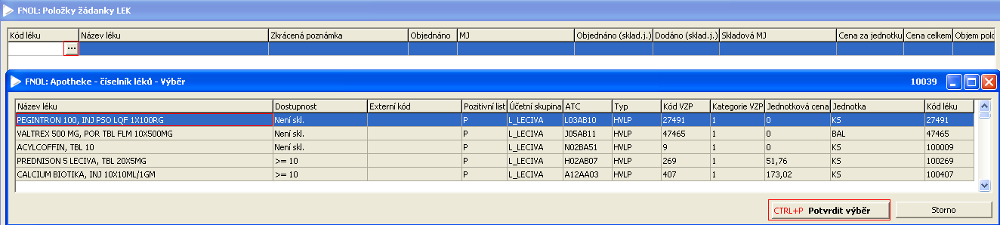 FNOL: Položky žádanky LEK
Kód léku Název léku Zkrácená poznámka Objednáno MJ Objednáno (sklad.j.) Dodáno (sklad.j.) Skladová MJ Cena za jednotku Cena celkem Objem polo
...
FNOL: Apotheke - číselník léků - Výběr 10039
Název léku Dostupnost Externí kód Pozitivní list Účetní skupina ATC Typ Kód VZP Kategorie VZP Jednotková cena Jednotka Kód léku
PEGINTRON 100, INJ PSO LQF 1X100RG Není skl. P L_LECIVA L03AB10 HVLP 27491 1 0 KS 27491
VALTREX 500 MG, POR TBL FLM 10X500MG Není skl. P L_LECIVA J05AB11 HVLP 47465 1 0 BAL 47465
ACYLCOFFIN, TBL 10 Není skl. P L_LECIVA N02BA51 HVLP 9 1 0 KS 100009
PREDNISON 5 LECIVA, TBL 20X5MG >= 10 P L_LECIVA H02AB07 HVLP 269 1 51,76 KS 100269
CALCIUM BIOTIKA, INJ 10X10ML/1GM >= 10 P L_LECIVA A12AA03 HVLP 407 1 173,02 KS 100407
CTRL+P Potvrdit výběr Storno